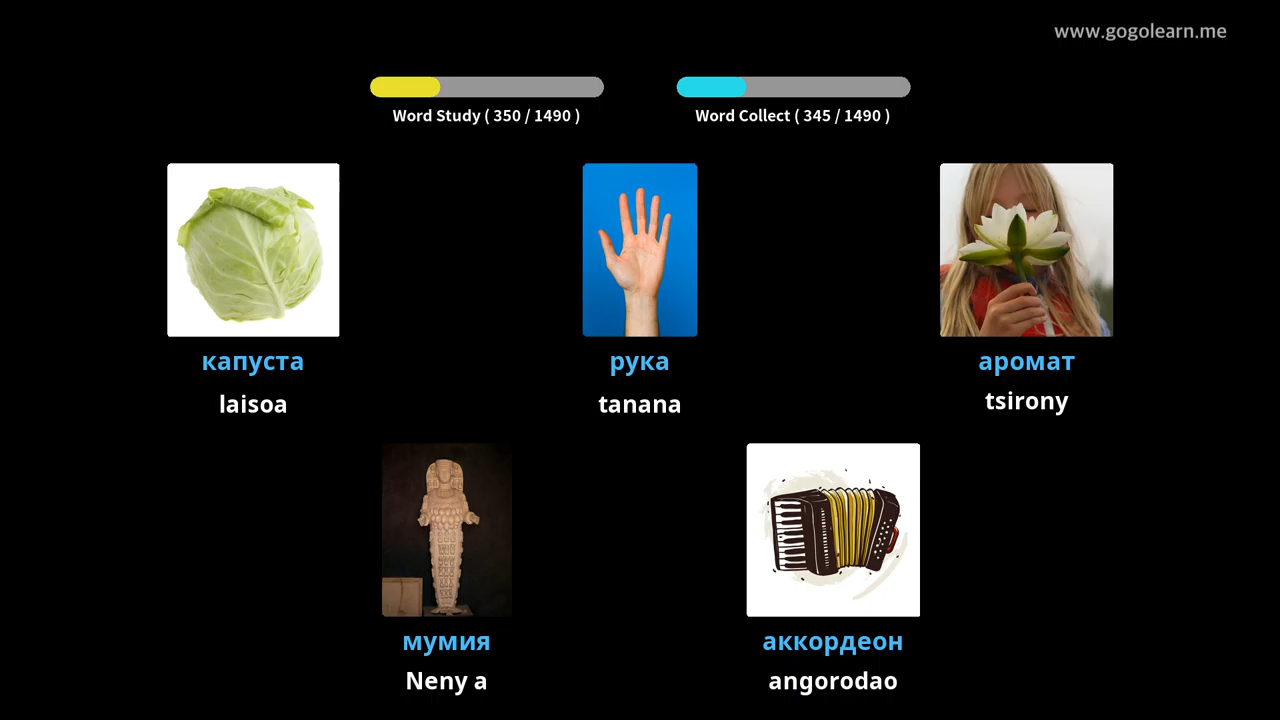 www.gogolearn.me
Word Study ( 350 / 1490 )
Word Collect ( 345 / 1490 )
капуста
laisoa
рука
tanana
аромат
tsirony
мумия
Neny a
аккордеон
angorodao